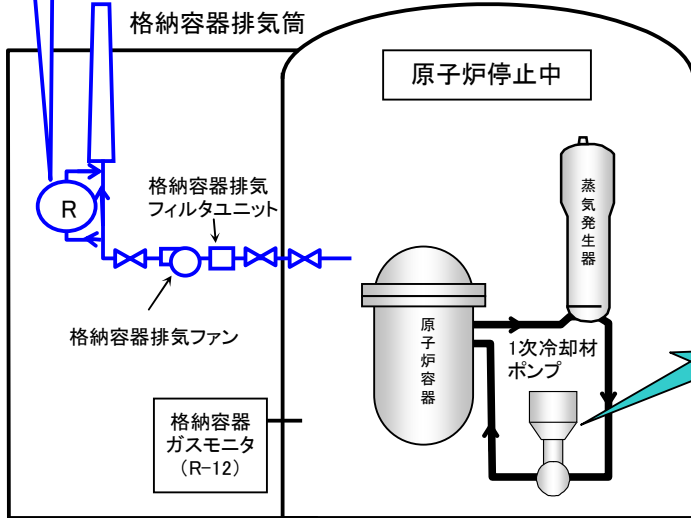 格納容器排気筒
原子炉停止中
R
格納容器排気
フィルタユニット
蒸気発生器
格納容器排気ファン
原子炉容器
1次冷却材
ポンプ
格納容器
ガスモニタ
(R-12)